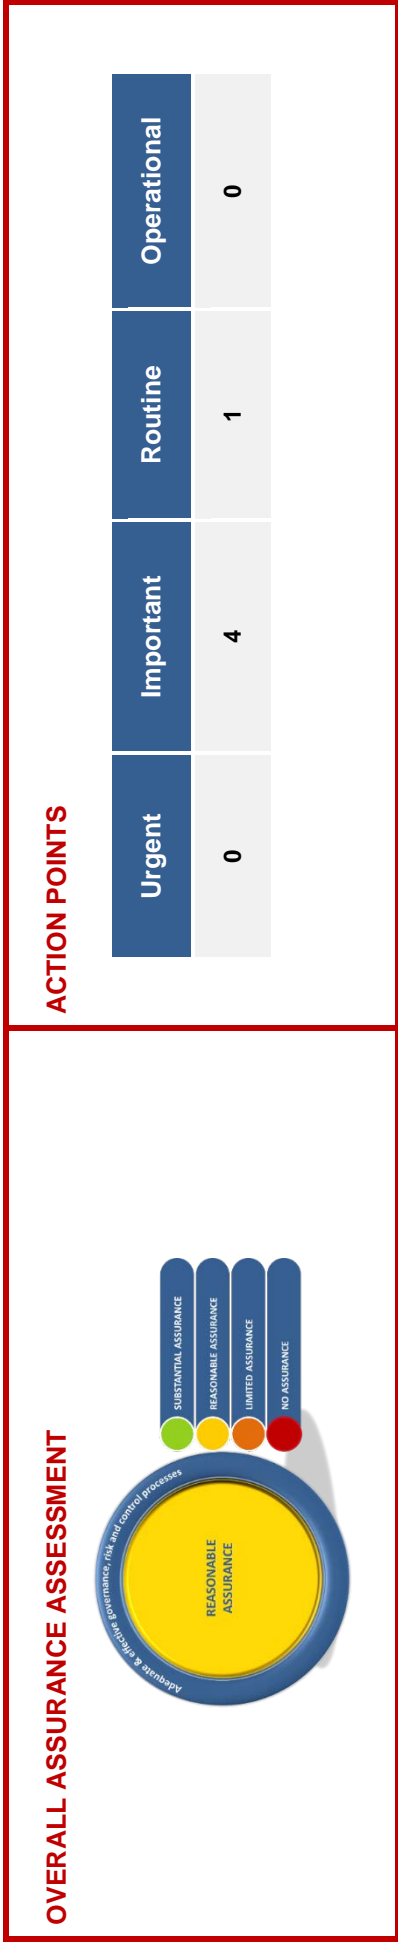 OVERALL ASSURANCE ASSESSMENT
Adequate & effective governance, risk and control processes
REASONABLE
ASSURANCE
SUBSTANTIAL ASSURANCE
REASONABLE ASSURANCE
LIMITED ASSURANCE
NO ASSURANCE
ACTION POINTS
Urgent Important Routine Operational
0 4 1 0